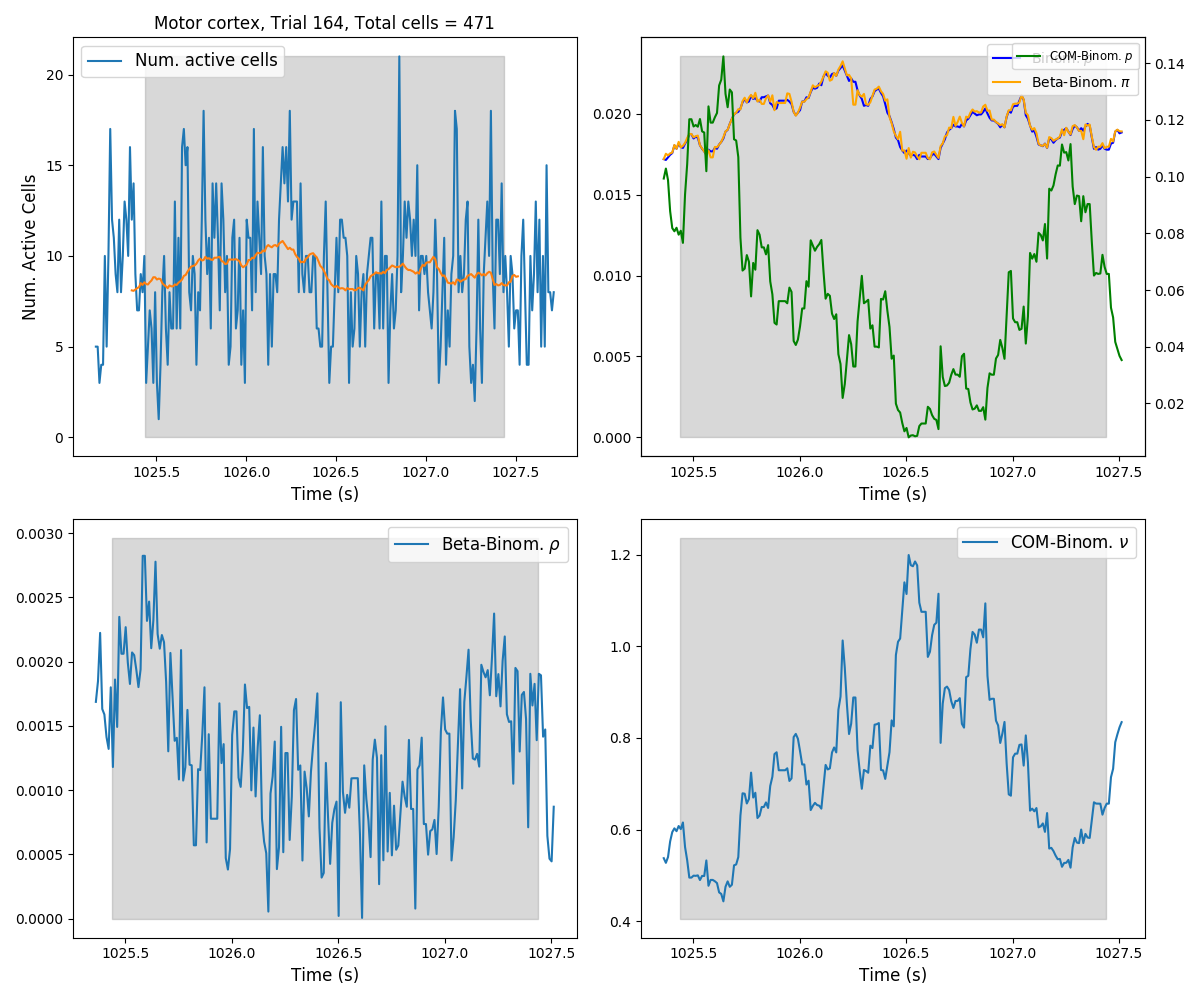 Motor cortex, Trial 164, Total cells = 471
Num. active cells
20
15
10
5
0
Num. Active Cells
1025.5 1026.0 1026.5 1027.0 1027.5
Time (s)
COM-Binom. p
Beta-Binom. π
0.020
0.015
0.010
0.005
0.000
0.14
0.12
0.10
0.08
0.06
0.04
0.02
1025.5 1026.0 1026.5 1027.0 1027.5
Time (s)
Beta-Binom. ρ
0.0030
0.0025
0.0020
0.0015
0.0010
0.0005
0.0000
1025.5 1026.0 1026.5 1027.0 1027.5
Time (s)
COM-Binom. ν
1.2
1.0
0.8
0.6
0.4
1025.5 1026.0 1026.5 1027.0 1027.5
Time (s)